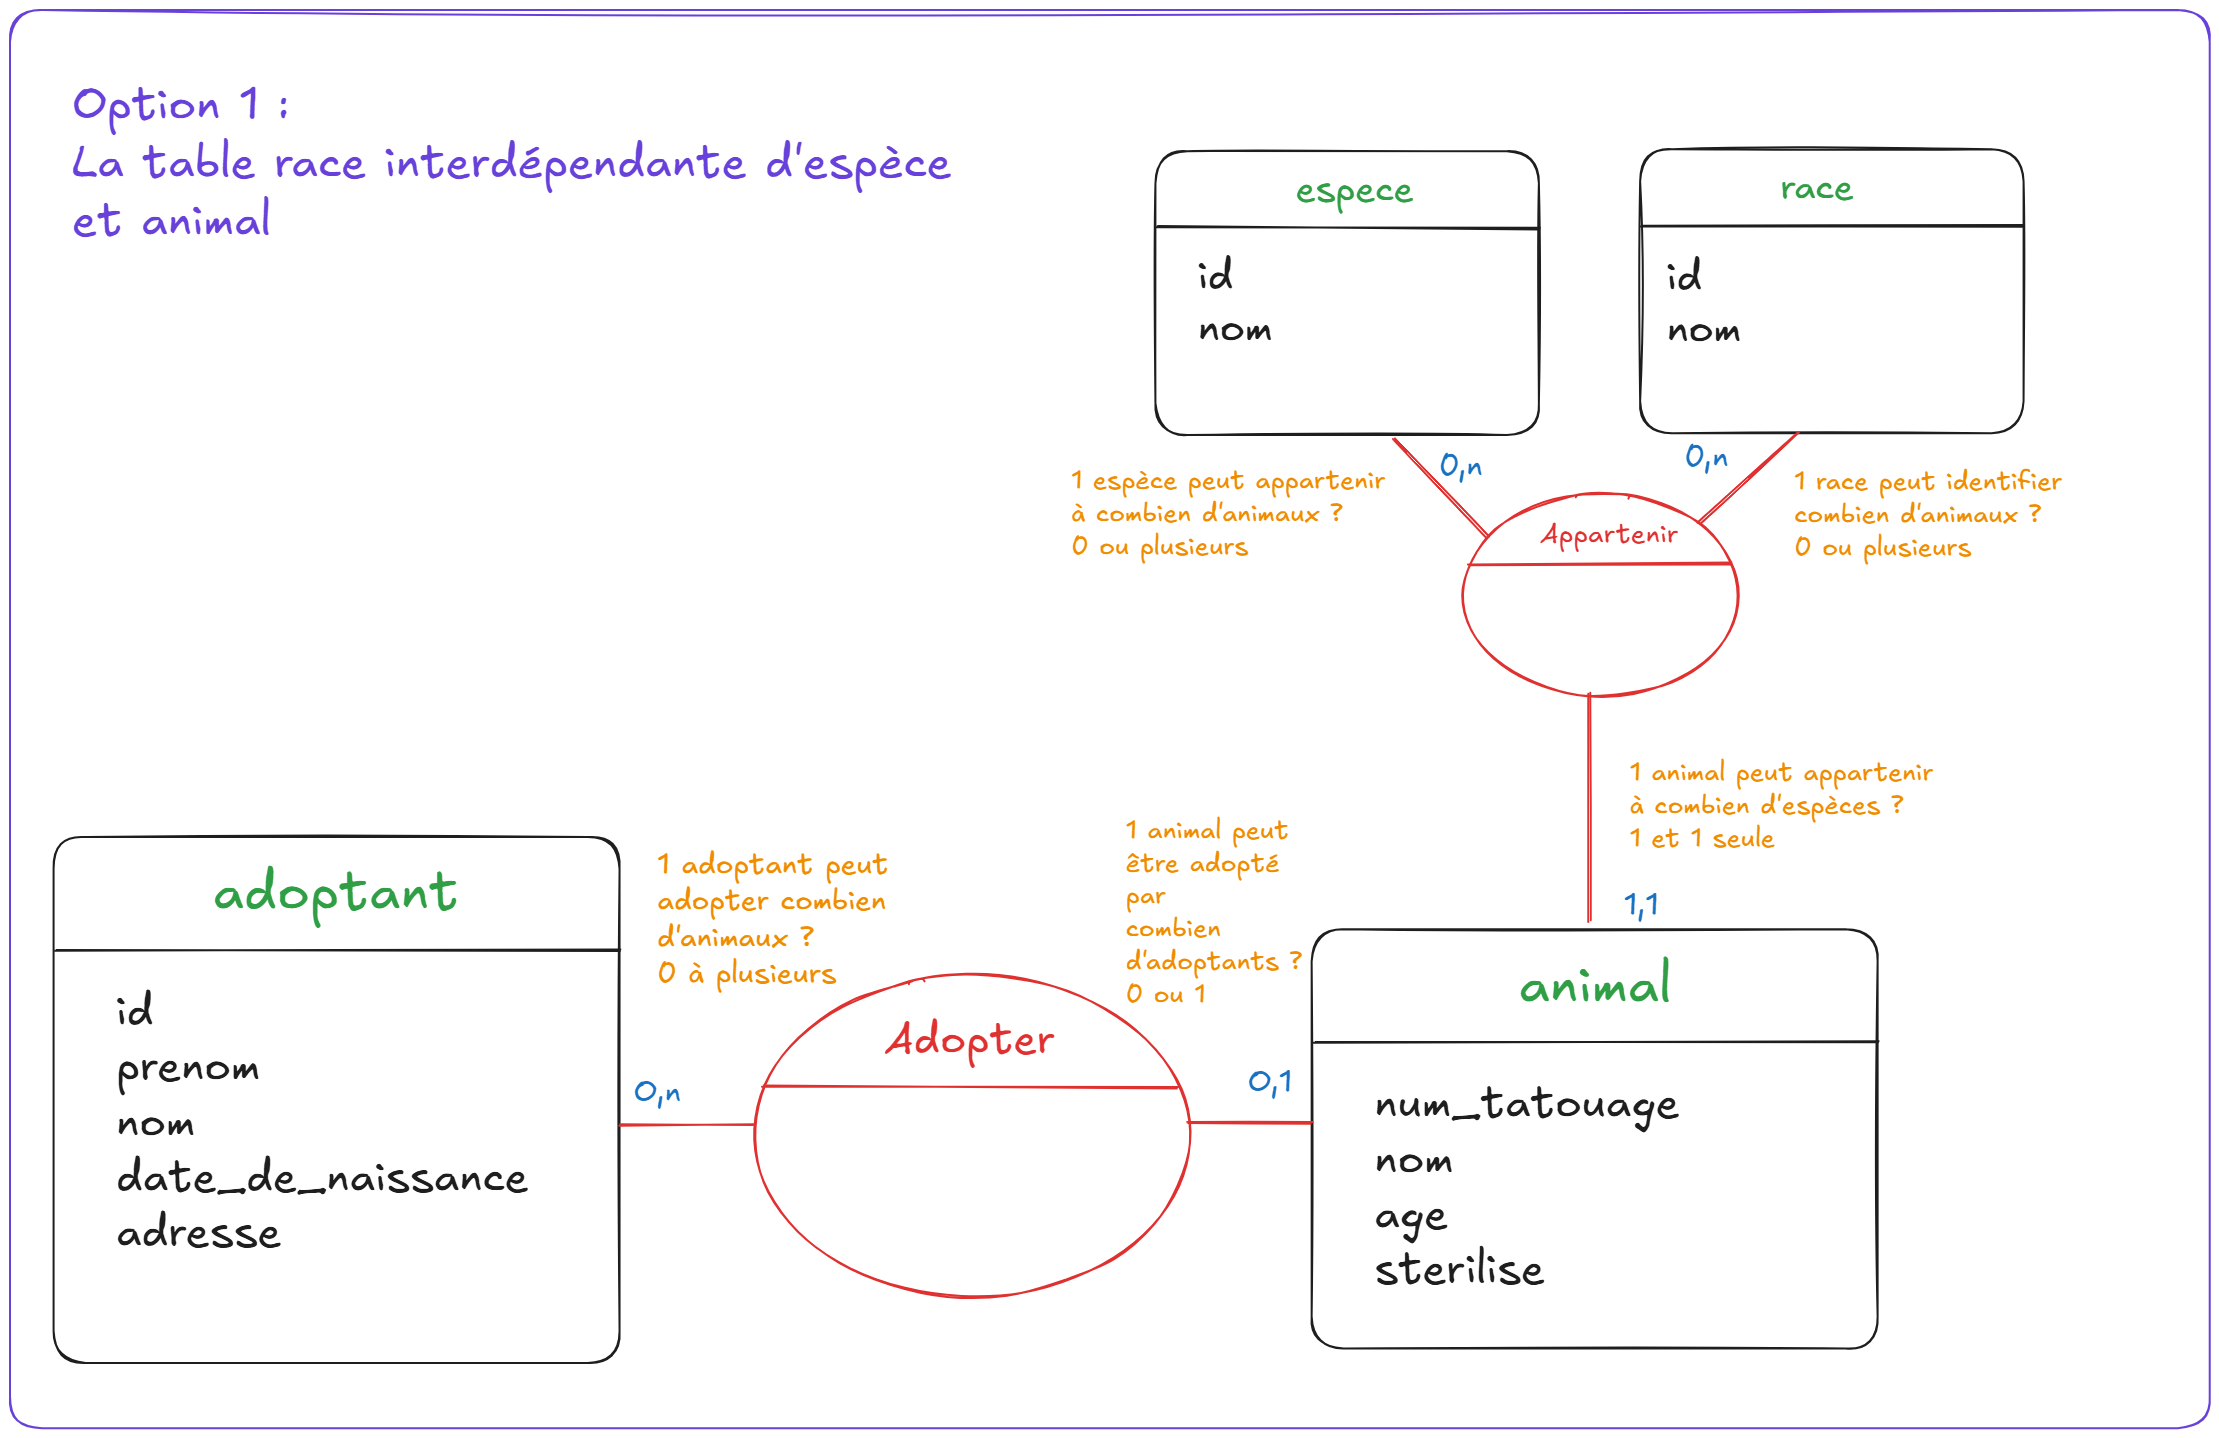 Option 1 :
La table race interdépendante d'espèce
et animal
espece
id
nom
race
id
nom
0,n
0,n
1 espèce peut appartenir
à combien d'animaux ?
0 ou plusieurs
1 race peut identifier
combien d'animaux ?
0 ou plusieurs
Appartenir
1 animal peut appartenir
à combien d'espèces ?
1 et 1 seule
1,1
adoptant
id
prenom
nom
date_de_naissance
adresse
1 adoptant peut
adopter combien
d'animaux ?
0 à plusieurs
0,n
Adopter
1 animal peut
être adopté
par
combien
d'adoptants ?
0 ou 1
0,1
animal
num_tatouage
nom
age
sterilise